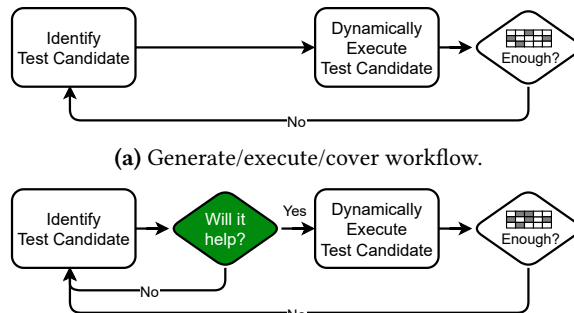 Identify
Test Candidate
Dynamically
Execute
Test Candidate
Enough?
No
(a) Generate/execute/cover workflow.
Identify
Test Candidate
Will it
help?
Yes
Dynamically
Execute
Test Candidate
Enough?
No
No